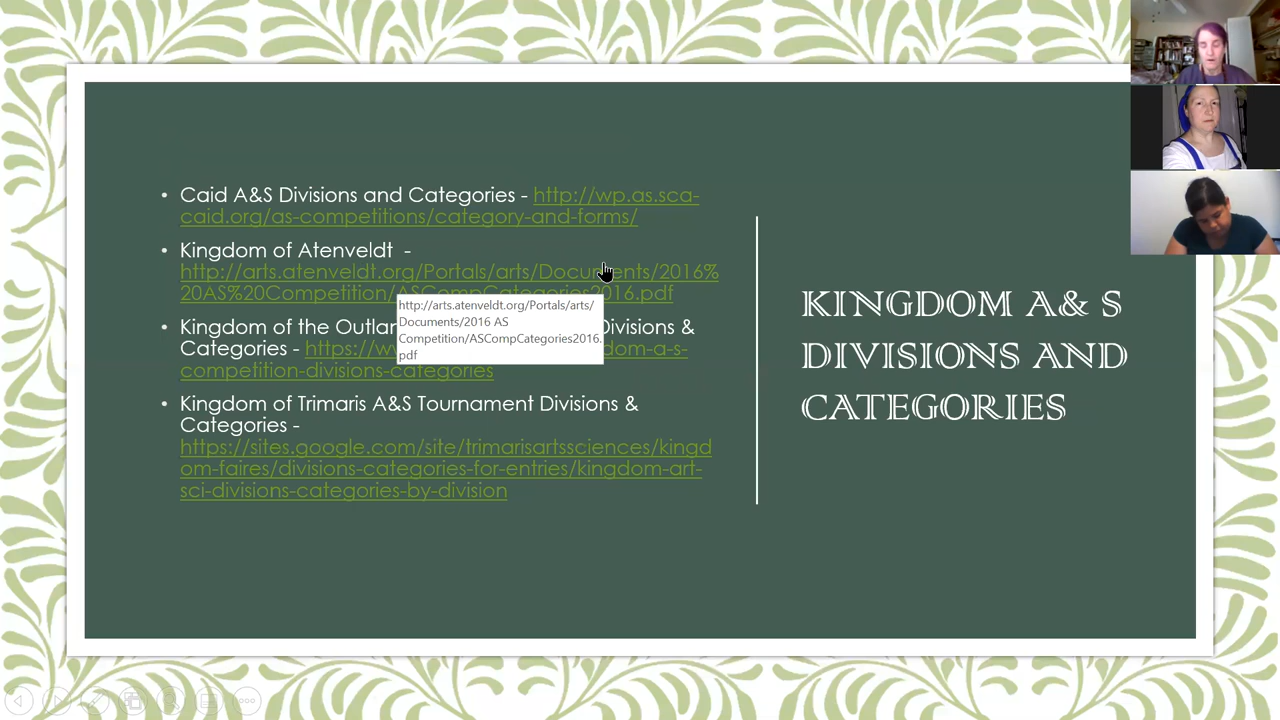 Caid A&S Divisions and Categories - http://wp.as.sca-
caid.org/as-competitions/category-and-forms/
Kingdom of Atenveldt -
http://arts.atenveldt.org/Portals/arts/Documents/2016%
20AS%20Competition/ASCompCategories2016.pdf
http://arts.atenveldt.org/Portals/arts/
Documents/2016 AS
Competition/ASCompCategories2016.
pdf
Kingdom of the Divisions &
Categories -
competition-divisions-categories
Kingdom of Trimaris A&S Tournament Divisions &
Categories -
https://sites.google.com/site/trimarisartssciences/kingd
om-faires/divisions-categories-for-entries/kingdom-art-
sci-divisions-categories-by-division
KINGDOM A& S
DIVISIONS AND
CATEGORIES